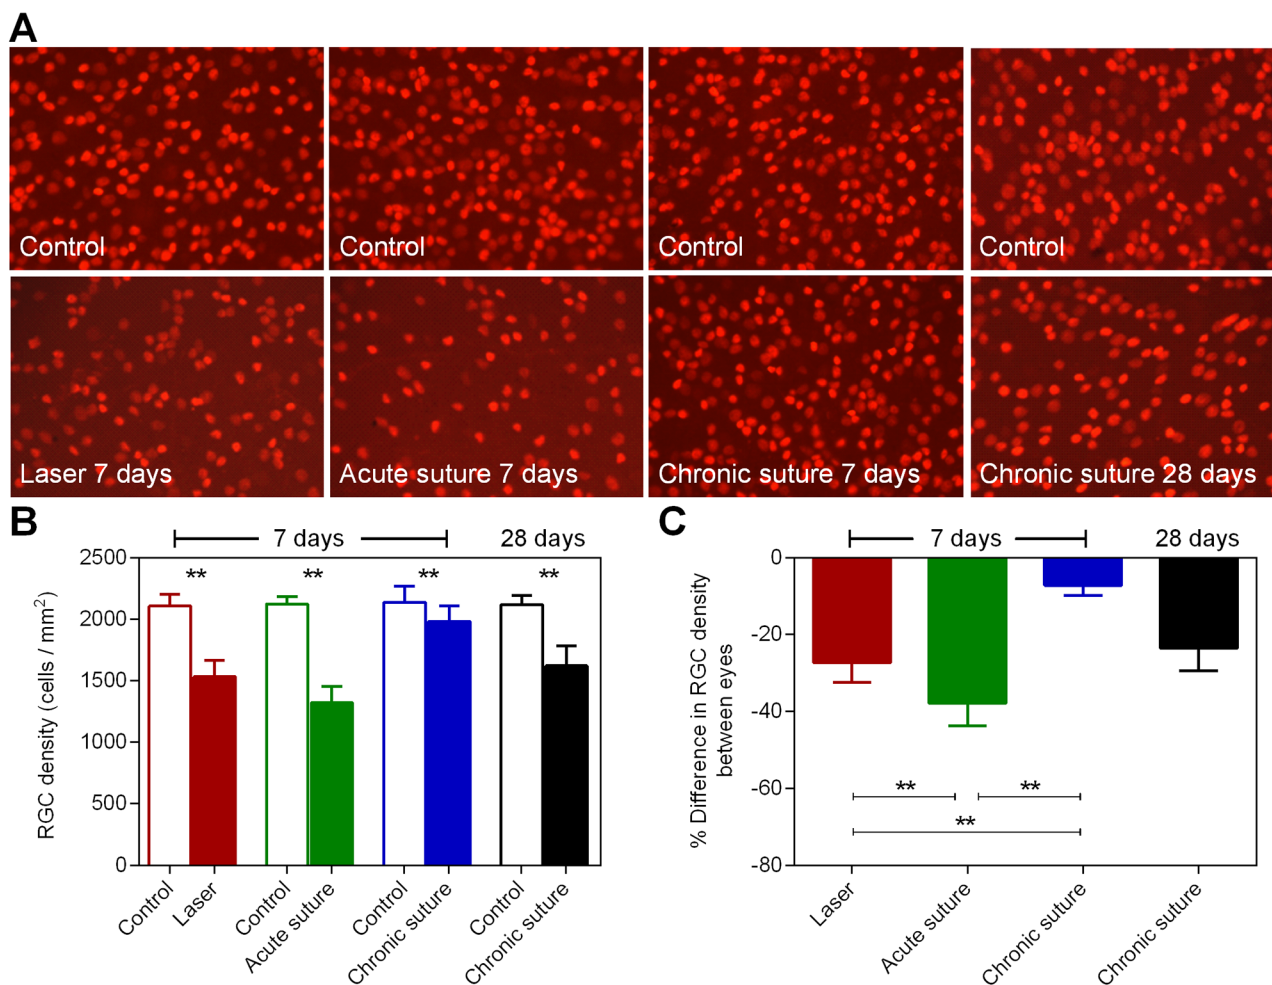 A
Control
Control
Control
Control
Laser 7 days
Acute suture 7 days
Chronic suture 7 days
Chronic suture 28 days
B
7 days
28 days
RGC density (cells / mm²)
2500
2000
1500
1000
500
0
**
**
**
**
Control
Laser
Control
Acute suture
Control
Chronic suture
Control
Chronic suture
C
7 days
28 days
% Difference in RGC density
between eyes
0
-20
-40
-60
-80
**
**
**
Laser
Acute suture
Chronic suture
Chronic suture